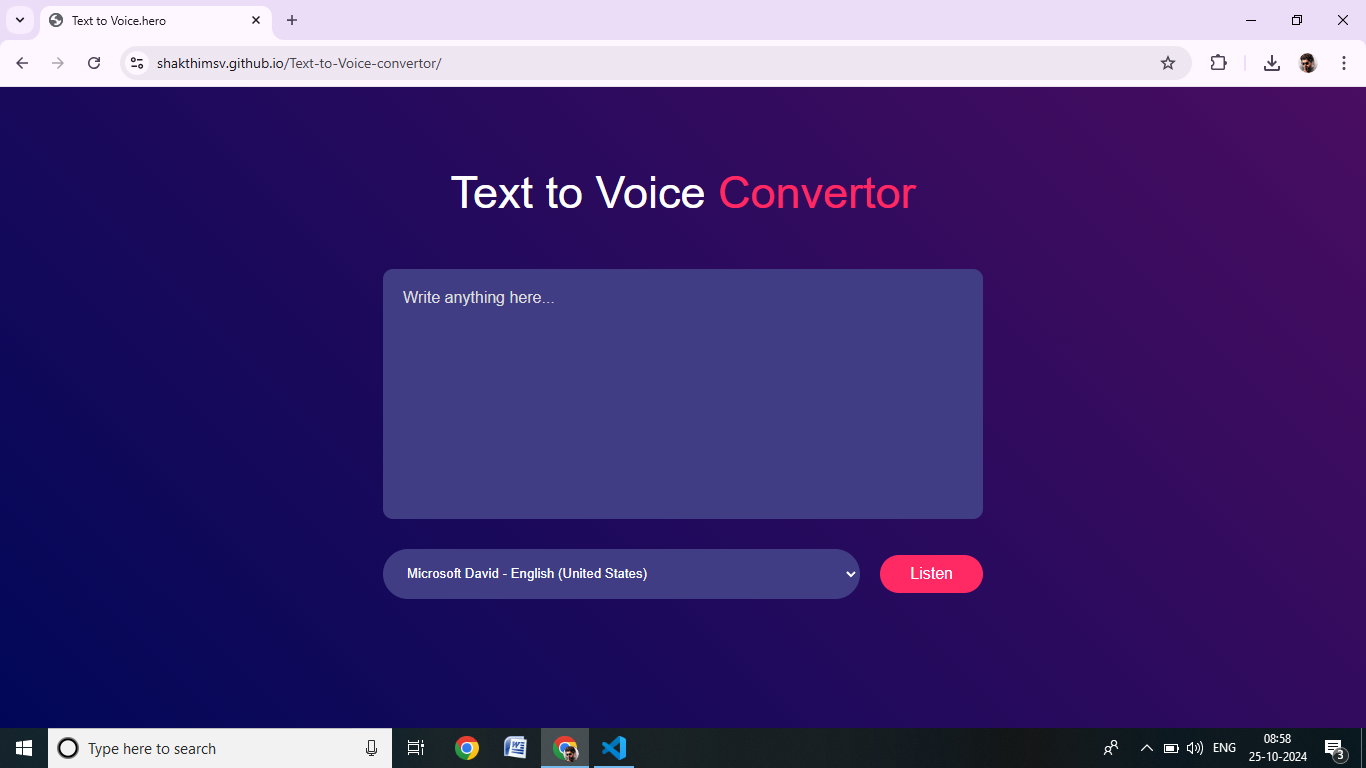 Text to Voice.hero
shakthimsv.github.io/Text-to-Voice-convertor/
Text to Voice Convertor
Write anything here...
Microsoft David - English (United States)
Listen
Type here to search
ENG
08:58
25-10-2024
3